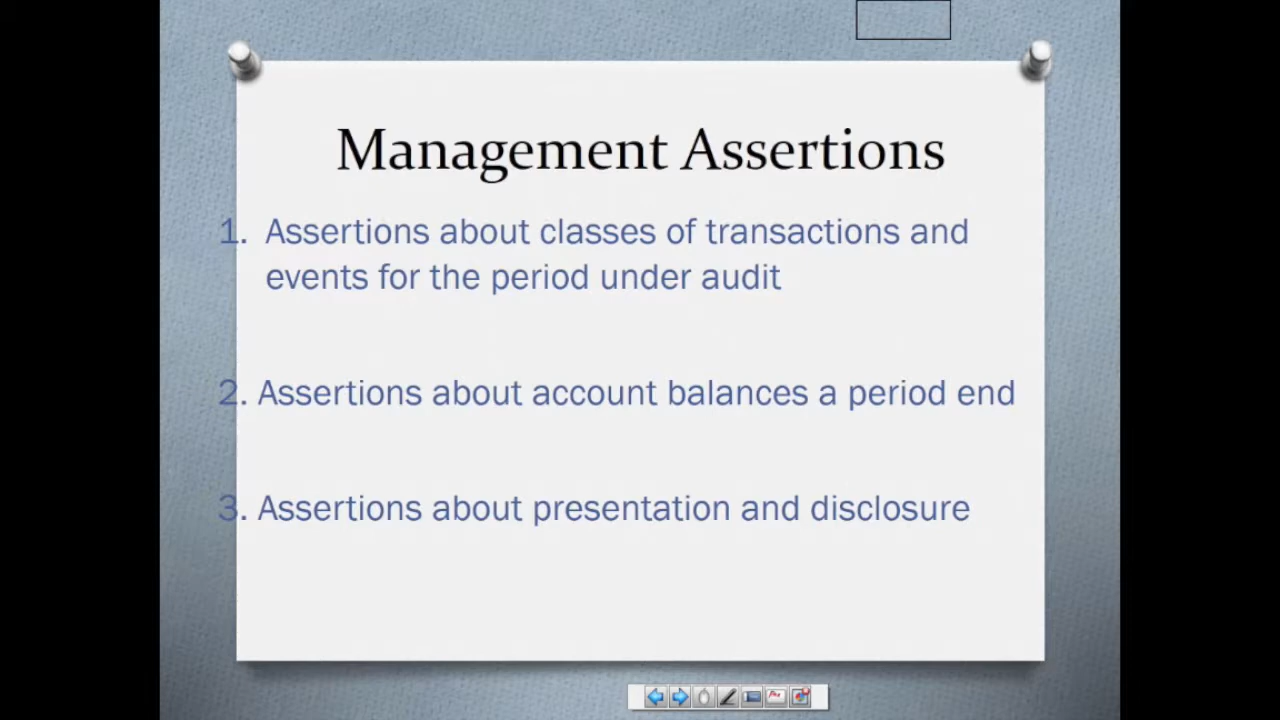 Management Assertions
1. Assertions about classes of transactions and
events for the period under audit
2. Assertions about account balances a period end
3. Assertions about presentation and disclosure